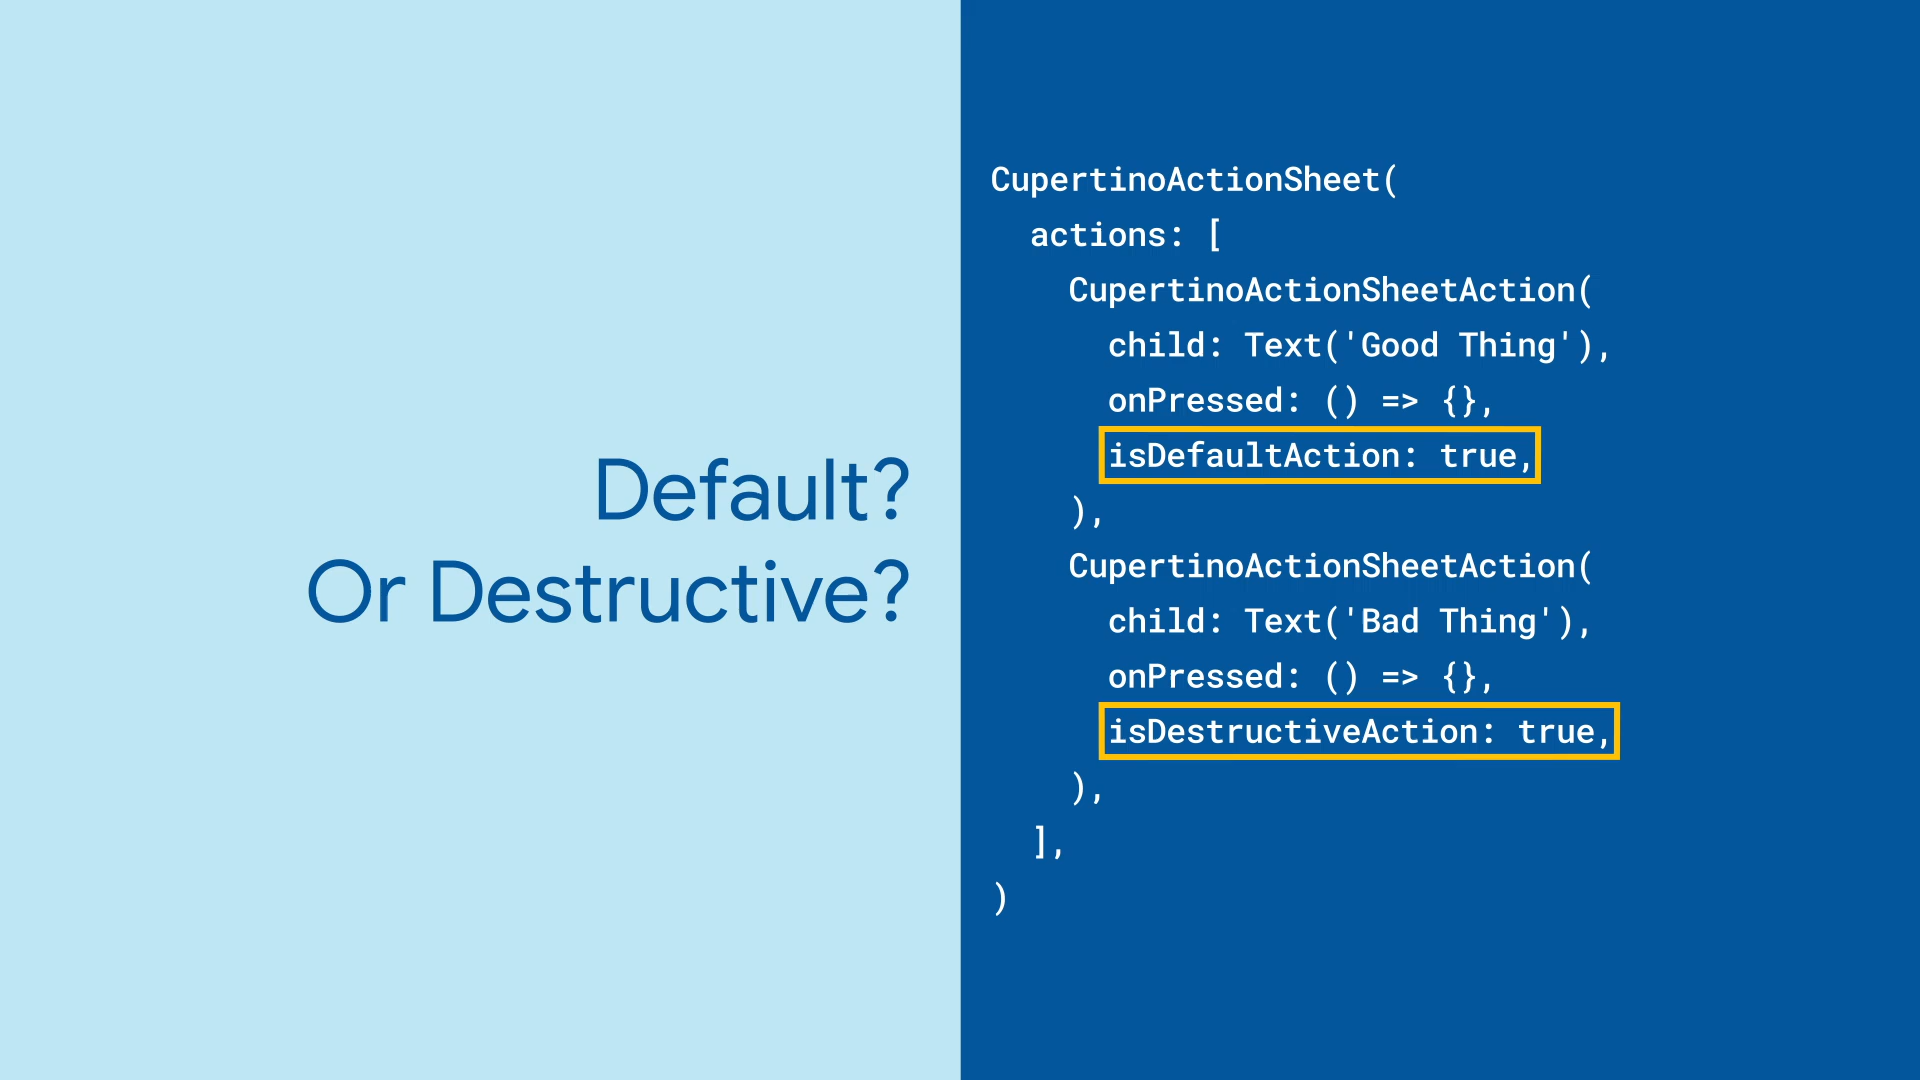 Default?
Or Destructive?
CupertinoActionSheet(
  actions: [
    CupertinoActionSheetAction(
      child: Text('Good Thing'),
      onPressed: () => {},
      isDefaultAction: true,
    ),
    CupertinoActionSheetAction(
      child: Text('Bad Thing'),
      onPressed: () => {},
      isDestructiveAction: true,
    ),
  ],
)